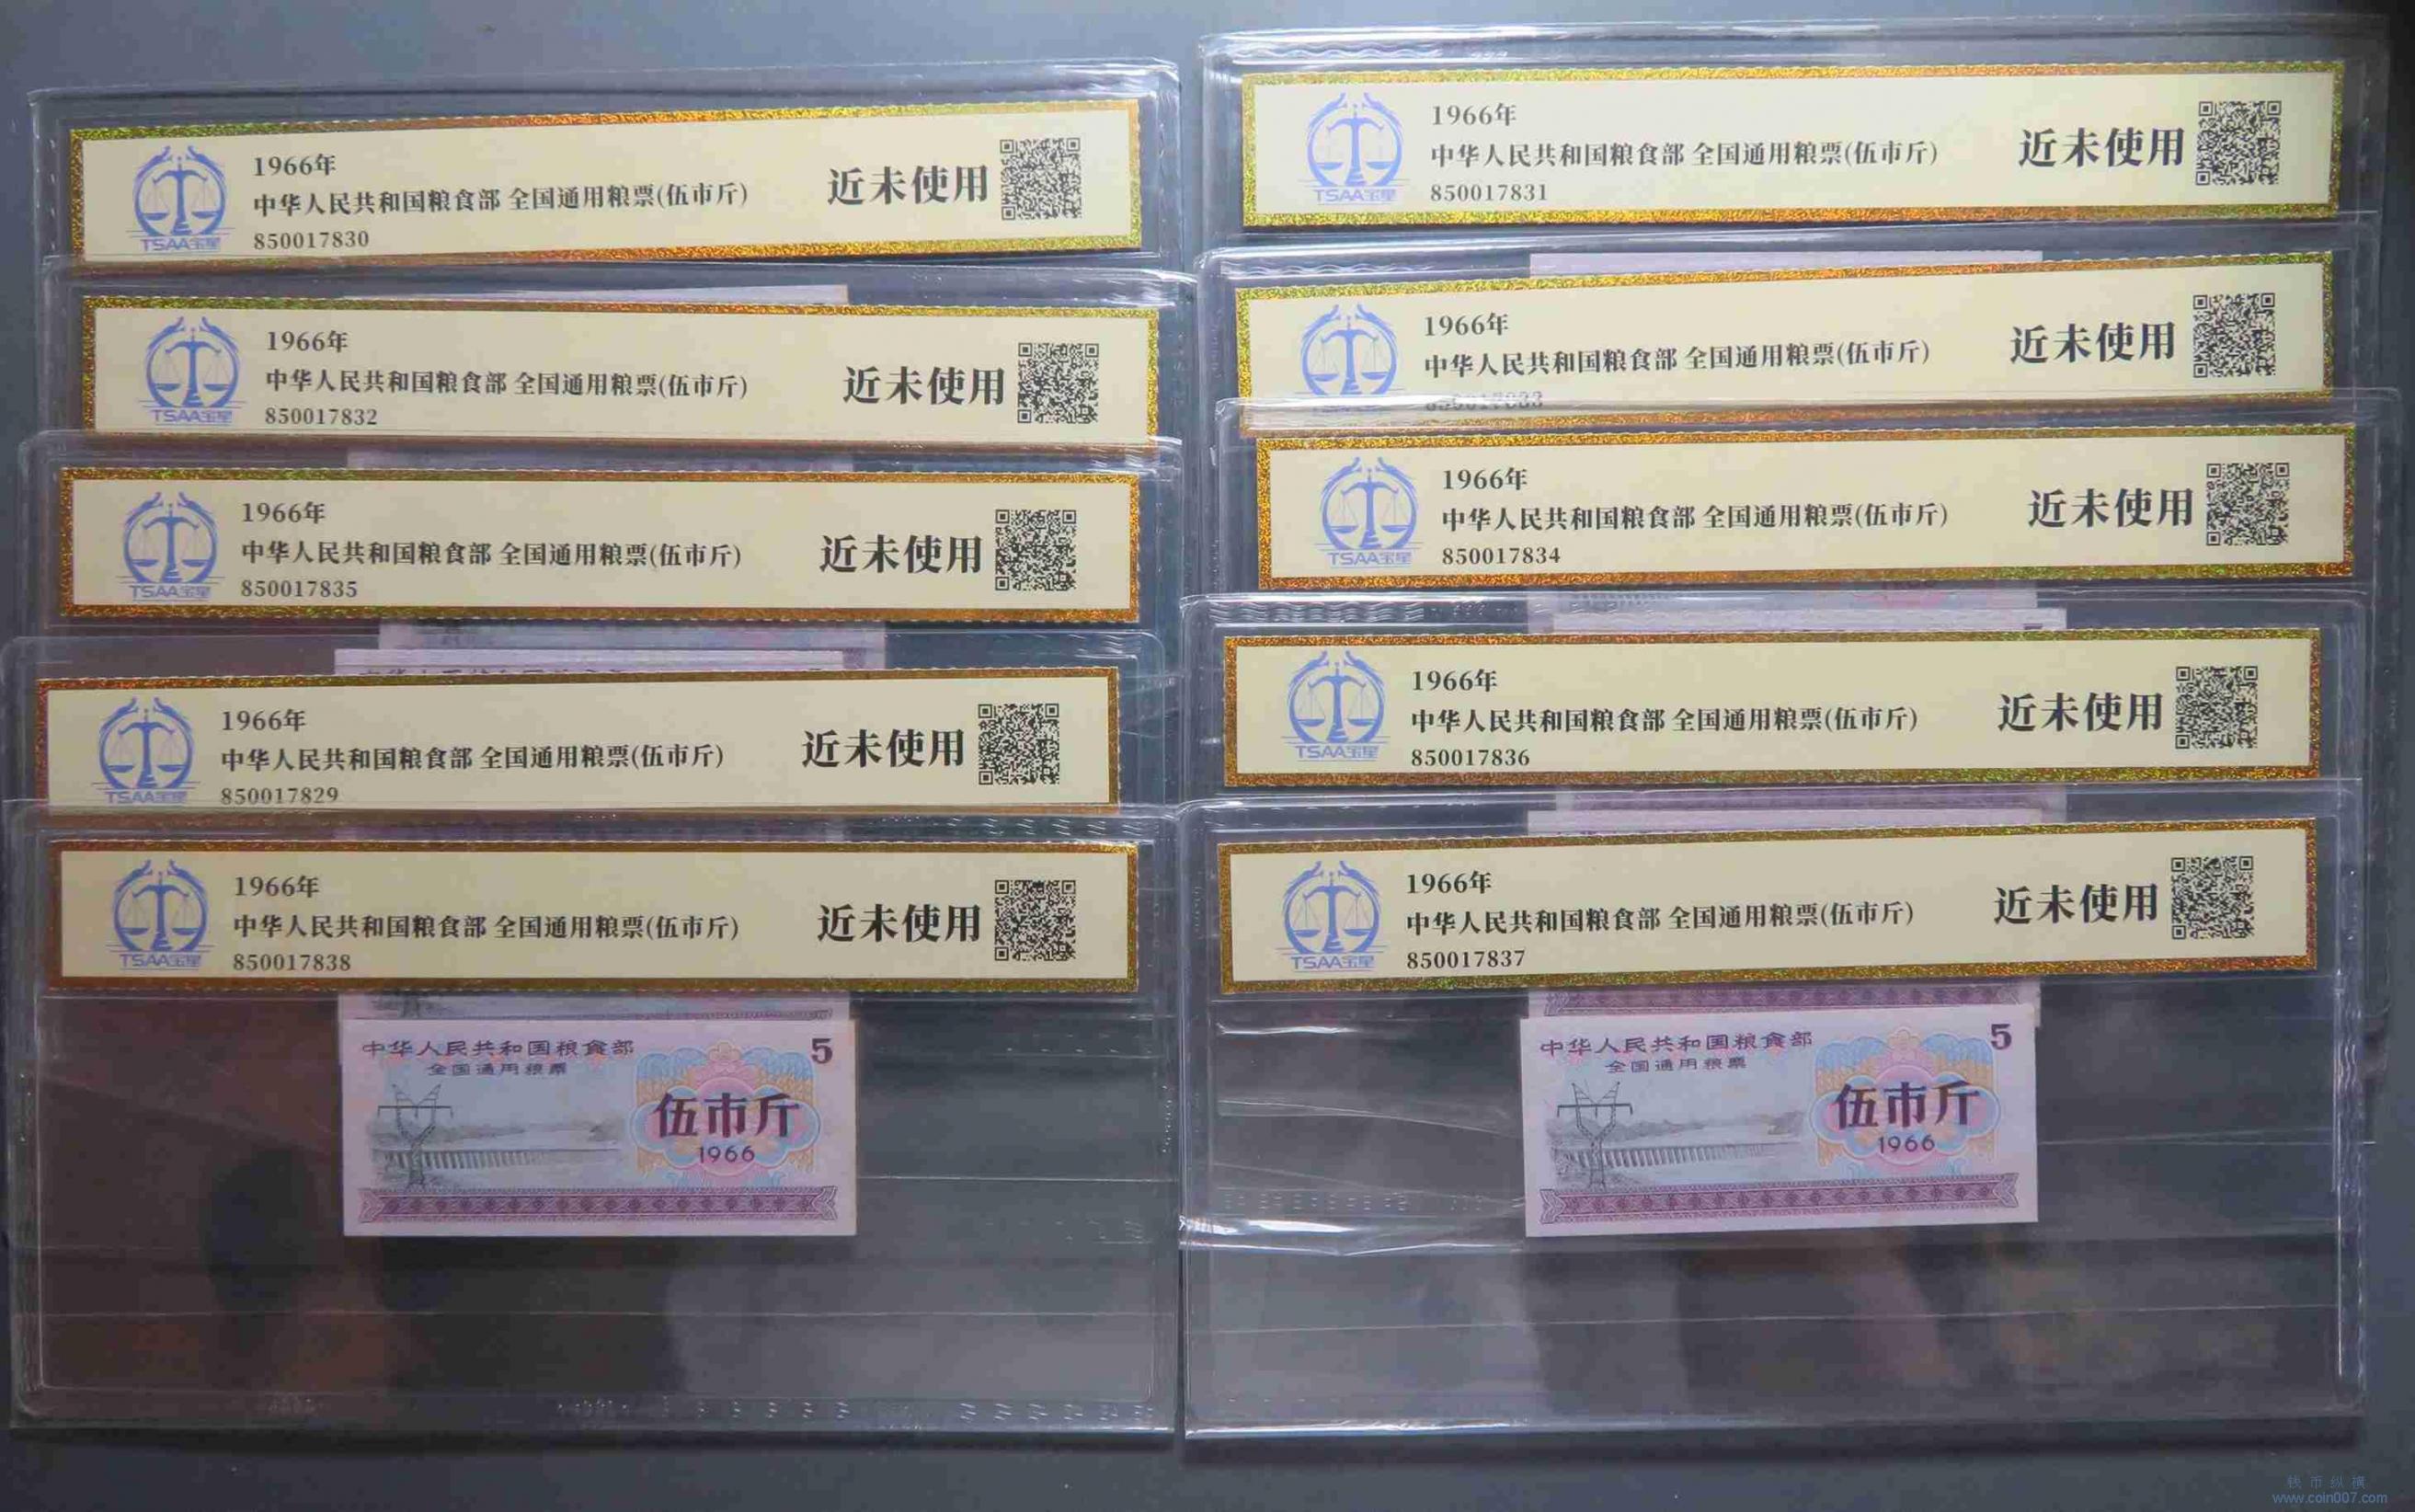 1966年
中华人民共和国粮食部 全国通用粮票(伍市斤)
850017830
近未使用
TSAA宝星
1966年
中华人民共和国粮食部 全国通用粮票(伍市斤)
850017832
近未使用
TSAA宝星
1966年
中华人民共和国粮食部 全国通用粮票(伍市斤)
850017835
近未使用
TSAA宝星
1966年
中华人民共和国粮食部 全国通用粮票(伍市斤)
850017829
近未使用
TSAA宝星
1966年
中华人民共和国粮食部 全国通用粮票(伍市斤)
850017838
近未使用
TSAA宝星
中华人民共和国粮食部
5
全国通用粮票
伍市斤
1966
1966年
中华人民共和国粮食部 全国通用粮票(伍市斤)
850017831
近未使用
TSAA宝星
1966年
中华人民共和国粮食部 全国通用粮票(伍市斤)
850017833
近未使用
1966年
中华人民共和国粮食部 全国通用粮票(伍市斤)
850017834
近未使用
TSAA宝星
1966年
中华人民共和国粮食部 全国通用粮票(伍市斤)
850017836
近未使用
TSAA宝星
1966年
中华人民共和国粮食部 全国通用粮票(伍市斤)
850017837
近未使用
TSAA宝星
中华人民共和国粮食部
5
全国通用粮票
伍市斤
1966
钱币纵横
www.coin007.com